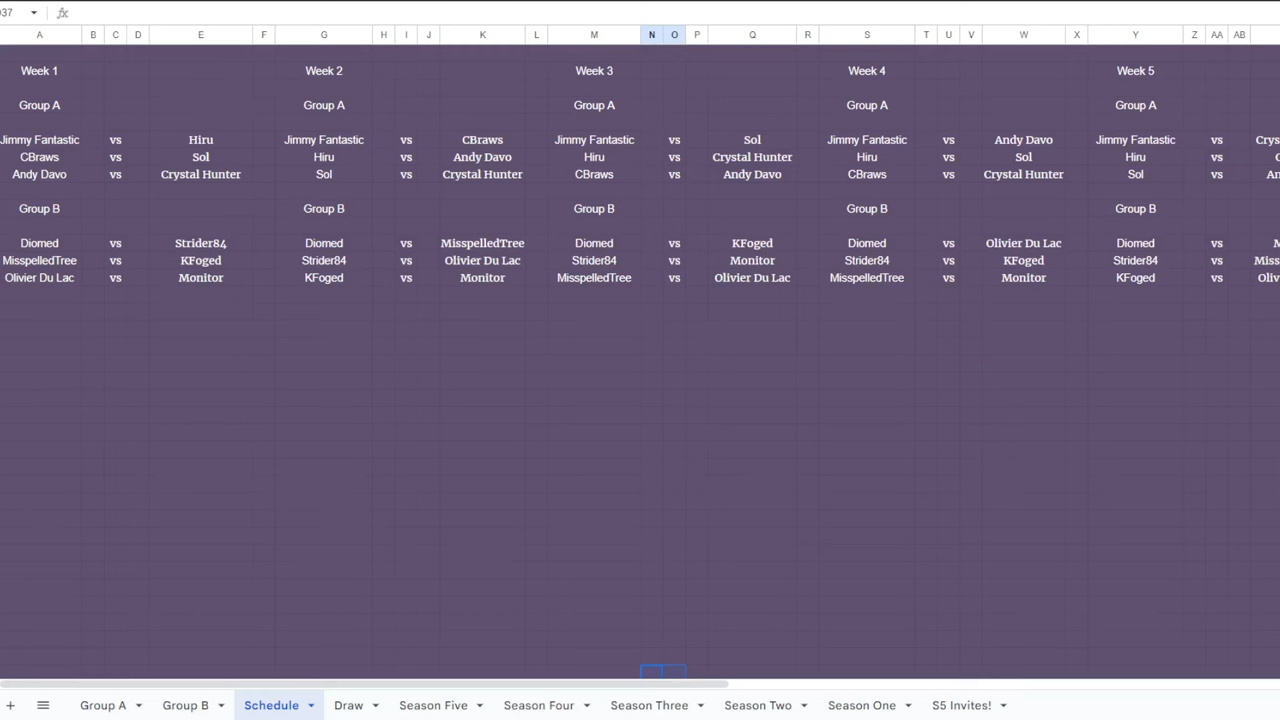 037
A B C D E F G H I J K L M N O P Q R S T U V W X Y Z AA AB
Week 1 Week 2 Week 3 Week 4 Week 5
Group A Group A Group A Group A Group A
Jimmy Fantastic vs Hiru Jimmy Fantastic vs CBraws Jimmy Fantastic vs Sol Jimmy Fantastic vs Andy Davo Jimmy Fantastic vs Crys
CBraws vs Sol Hiru vs Andy Davo Hiru vs Crystal Hunter Hiru vs Sol Hiru vs C
Andy Davo vs Crystal Hunter Sol vs Crystal Hunter CBraws vs Andy Davo CBraws vs Crystal Hunter Sol vs An
Group B Group B Group B Group B Group B
Diomed vs Strider84 Diomed vs MisspelledTree Diomed vs KFoged Diomed vs Olivier Du Lac Diomed vs M
MisspelledTree vs KFoged Strider84 vs Olivier Du Lac Strider84 vs Monitor Strider84 vs KFoged Strider84 vs Miss
Olivier Du Lac vs Monitor KFoged vs Monitor MisspelledTree vs Olivier Du Lac MisspelledTree vs Monitor KFoged vs Oliv
Group A Group B Schedule Draw Season Five Season Four Season Three Season Two Season One S5 Invites!